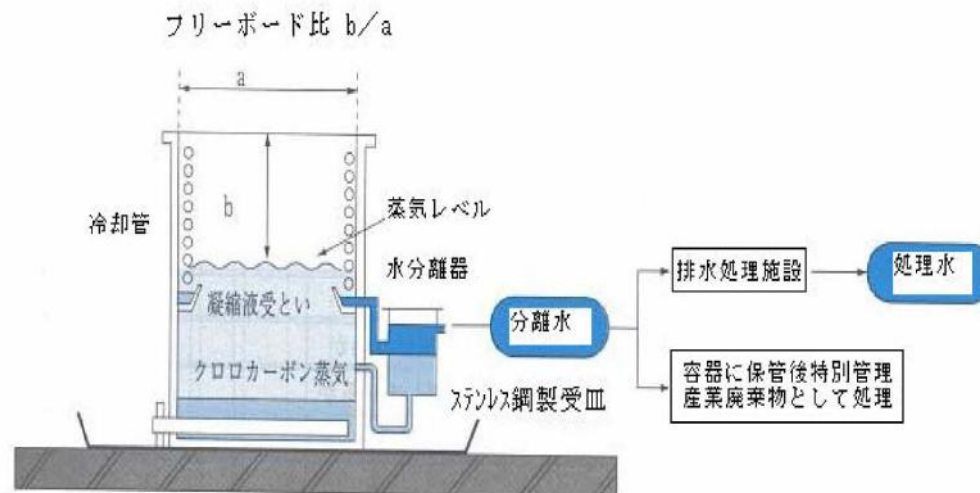 フリーボード比 b/a
a
b
冷却管
蒸気レベル
水分離器
凝縮液受とい
クロロカーボン蒸気
ステンレス鋼製受皿
分離水
排水処理施設
処理水
容器に保管後特別管理
産業廃棄物として処理